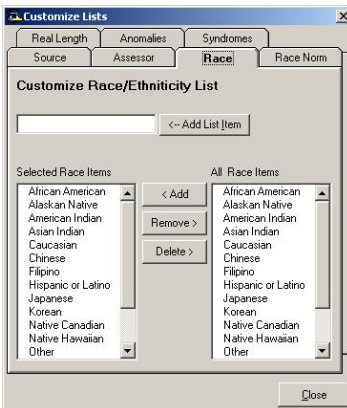 Customize Lists
Real Length Anomalies Syndromes
Source Assessor Race Race Norm
Customize Race/Ethniticity List
<-- Add List Item
Selected Race Items All Race Items
African American
Alaskan Native
American Indian
Asian Indian
Caucasian
Chinese
Filipino
Hispanic or Latino
Japanese
Korean
Native Canadian
Native Hawaiian
Other
< Add
Remove >
Delete >
African American
Alaskan Native
American Indian
Asian Indian
Caucasian
Chinese
Filipino
Hispanic or Latino
Japanese
Korean
Native Canadian
Native Hawaiian
Other
Close